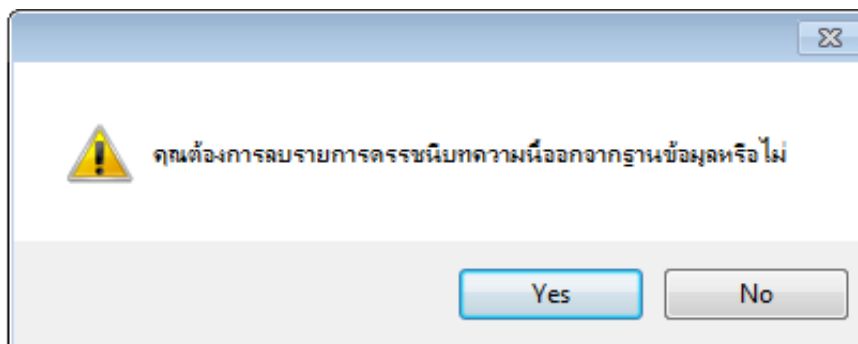 คุณต้องการลบรายการดรรชนีบทความนี้ออกจากฐานข้อมูลหรือไม่
Yes
No